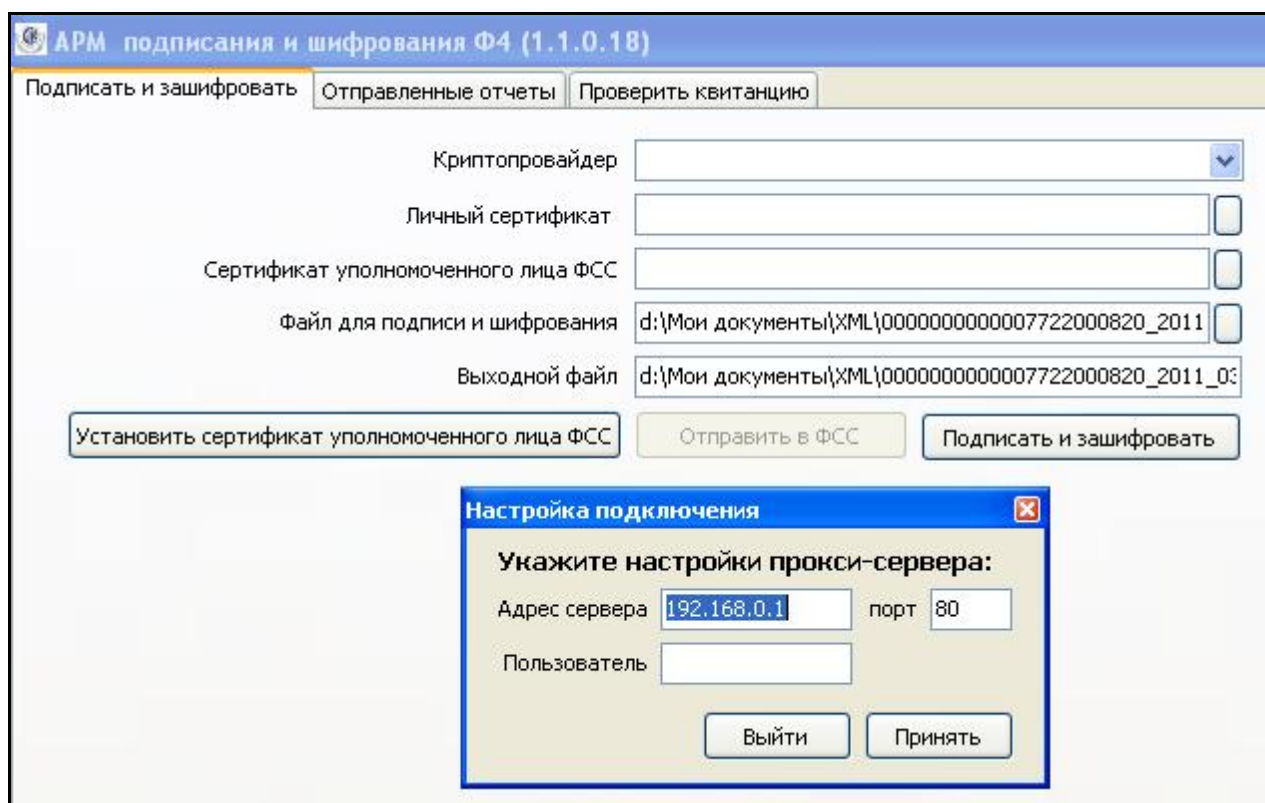 АРМ подписания и шифрования Ф4 (1.1.0.18)
Подписать и зашифровать Отправленные отчеты Проверить квитанцию
Криптопровайдер
Личный сертификат
Сертификат уполномоченного лица ФСС
Файл для подписи и шифрования d:\Мои документы\XML\0000000000007722000820_2011
Выходной файл d:\Мои документы\XML\0000000000007722000820_2011_03
Установить сертификат уполномоченного лица ФСС Отправить в ФСС Подписать и зашифровать
Настройка подключения
Укажите настройки прокси-сервера:
Адрес сервера 192.168.0.1 порт 80
Пользователь
Выйти Принять